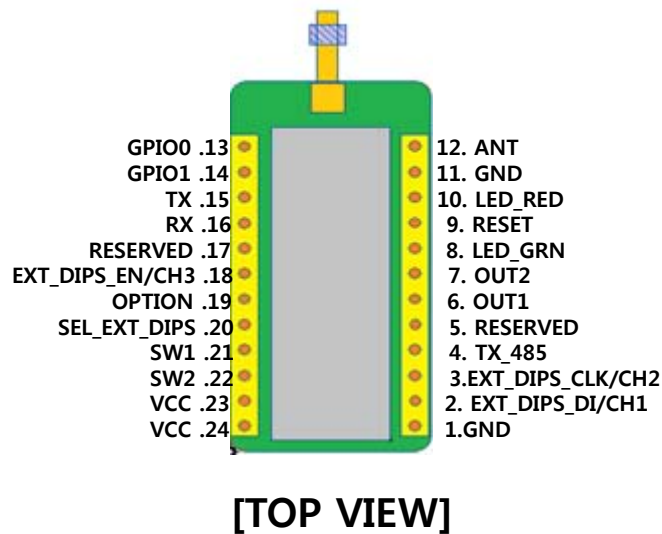 GPIO0 .13
GPIO1 .14
TX .15
RX .16
RESERVED .17
EXT_DIPS_EN/CH3 .18
OPTION .19
SEL_EXT_DIPS .20
SW1 .21
SW2 .22
VCC .23
VCC .24
12. ANT
11. GND
10. LED_RED
9. RESET
8. LED_GRN
7. OUT2
6. OUT1
5. RESERVED
4. TX_485
3.EXT_DIPS_CLK/CH2
2. EXT_DIPS_DI/CH1
1.GND
[TOP VIEW]